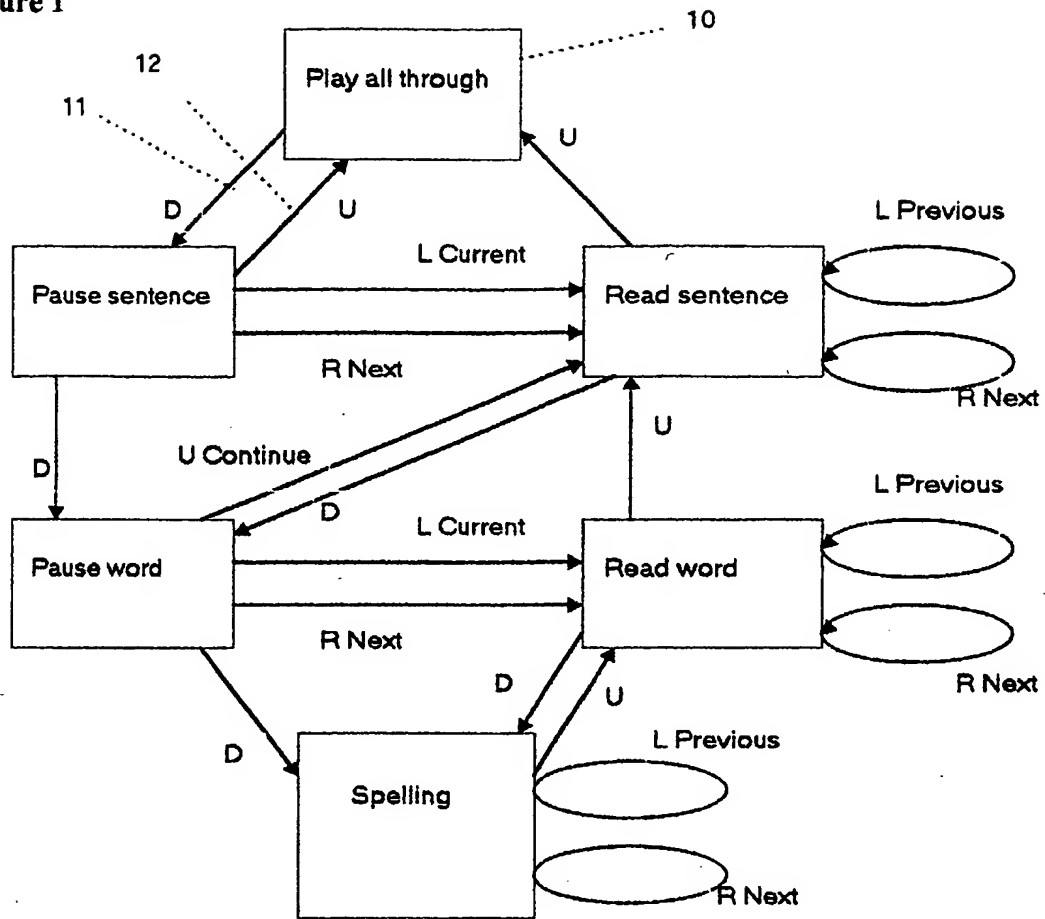 ure 1
10
12
Play all through
11
U
D
U
L Previous
L Current
Pause sentence
Read sentence
R Next
R Next
U Continue
U
D
D
L Previous
L Current
Pause word
Read word
R Next
D
U
R Next
D
L Previous
Spelling
R Next